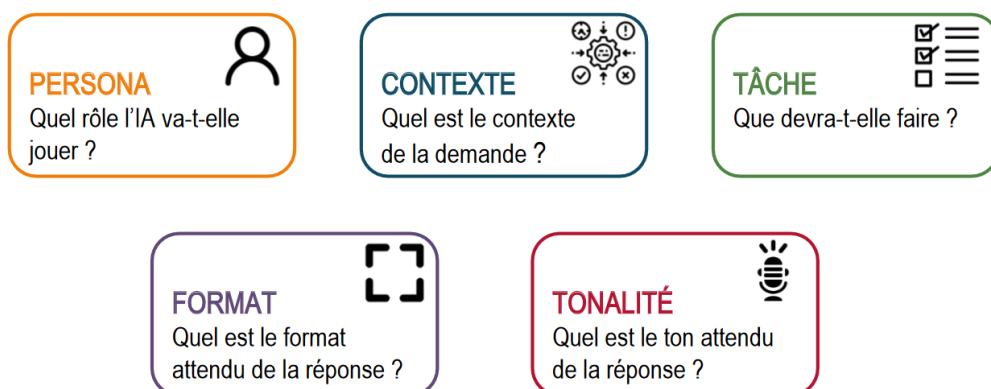 PERSONA
Quel rôle l'IA va-t-elle
jouer ?
CONTEXTE
Quel est le contexte
de la demande ?
TÂCHE
Que devra-t-elle faire ?
FORMAT
Quel est le format
attendu de la réponse ?
TONALITÉ
Quel est le ton attendu
de la réponse ?